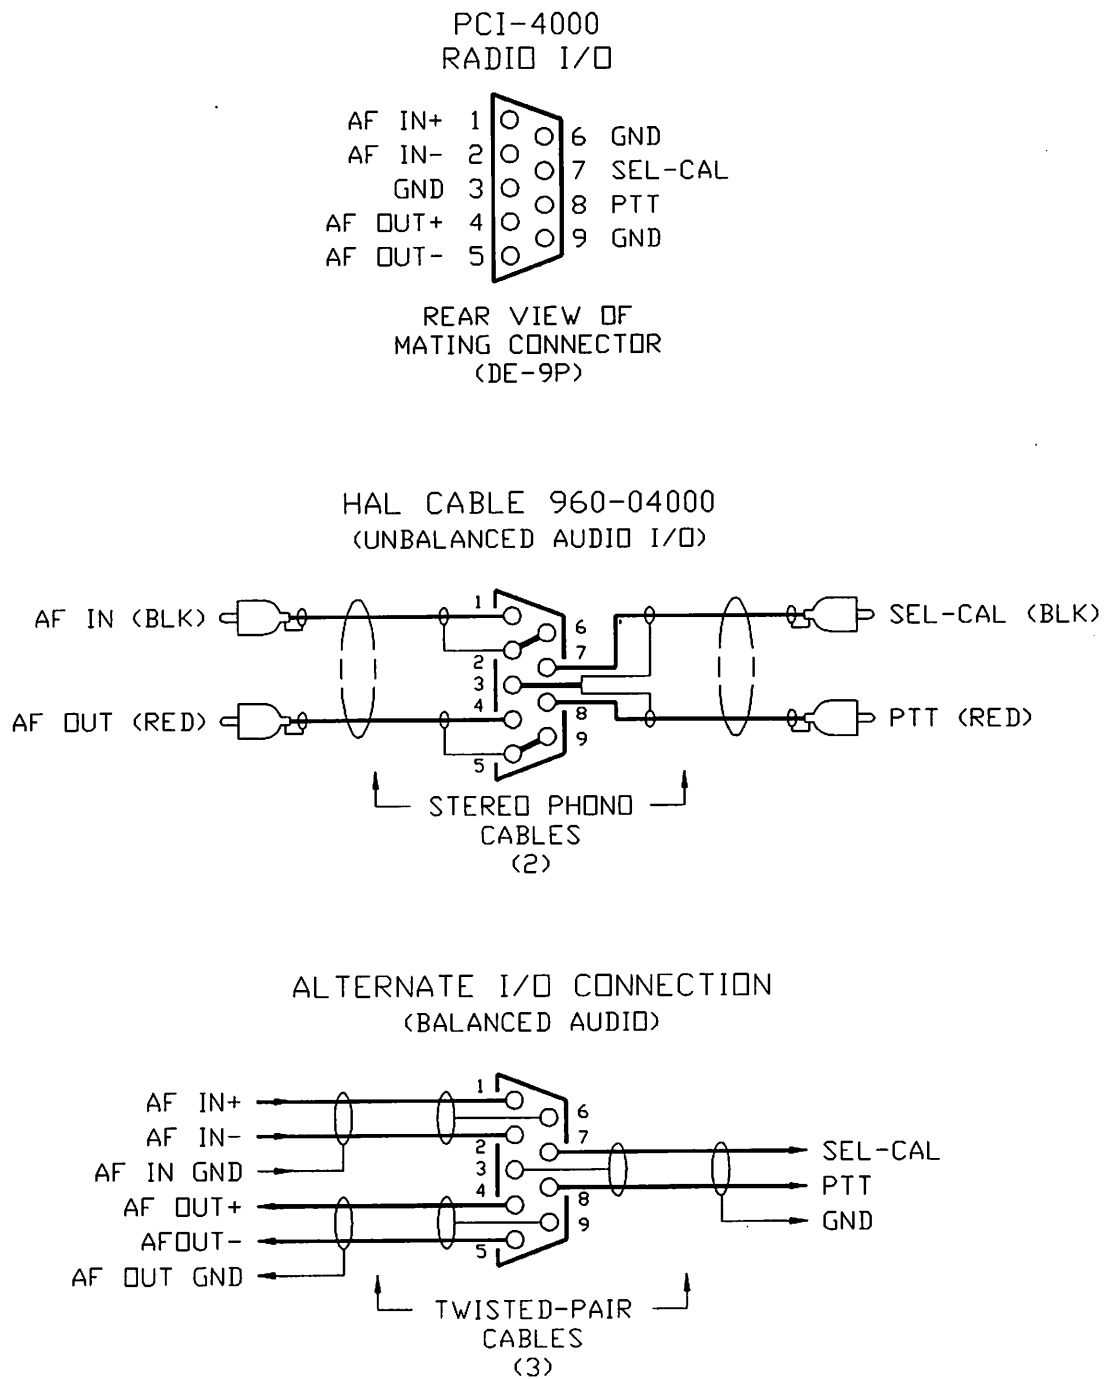 PCI-4000
RADIO I/O
AF IN+ 1
6 GND
AF IN- 2
7 SEL-CAL
GND 3
8 PTT
AF OUT+ 4
9 GND
AF OUT- 5
REAR VIEW OF
MATING CONNECTOR
(DE-9P)
HAL CABLE 960-04000
(UNBALANCED AUDIO I/O)
AF IN (BLK)
1
6
SEL-CAL (BLK)
7
2
3
4
8
AF OUT (RED)
PTT (RED)
9
5
STEREO PHONO
CABLES
(2)
ALTERNATE I/O CONNECTION
(BALANCED AUDIO)
1
AF IN+
6
AF IN-
7
2
SEL-CAL
AF IN GND
3
PTT
4
8
AF OUT+
GND
9
AFOUT-
5
AF OUT GND
TWISTED-PAIR
CABLES
(3)